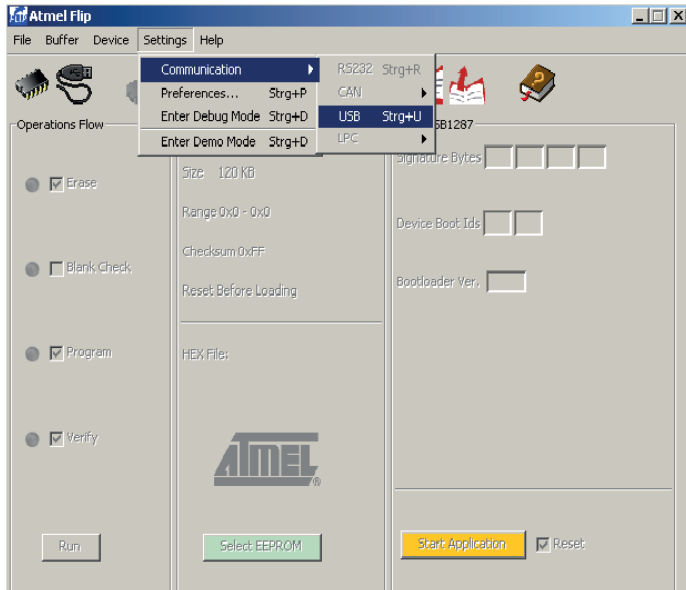 Atmel Flip
File Buffer Device Settings Help
Communication
Preferences... Strg+P
Enter Debug Mode Strg+D
Enter Demo Mode Strg+D
RS232 Strg+R
CAN
USB Strg+U
LPC
Operations Flow
Erase
Blank Check
Program
Verify
Run
Size 120 KB
Range 0x0 - 0x0
Checksum 0xFF
Reset Before Loading
HEX File:
ATMEL
®
Select EEPROM
SB1287
Signature Bytes
Device Boot Ids
Bootloader Ver.
Start Application
Reset